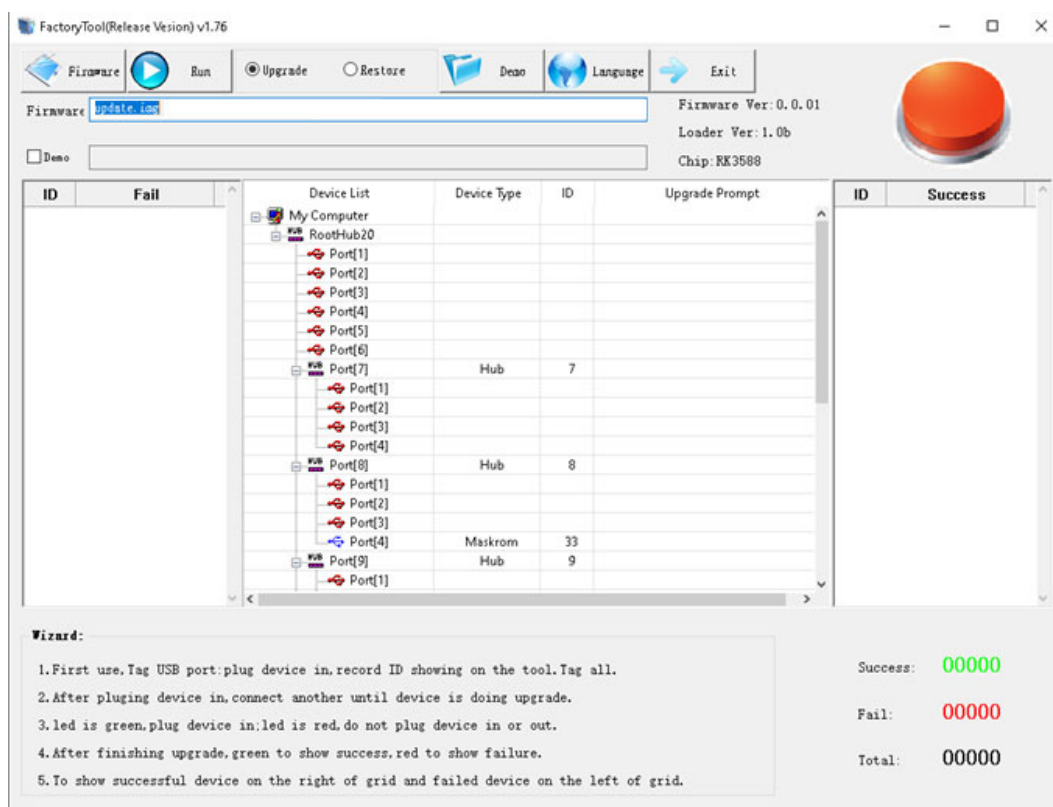 FactoryTool(Release Vesion) v1.76
Firmware Run Upgrade Restore Demo Language Exit
Firmware update.img
Firmware Ver:0.0.01
Loader Ver:1.0b
Demo
Chip:RK3588
ID Fail Device List Device Type ID Upgrade Prompt ID Success
My Computer
HUB RootHub20
Port[1]
Port[2]
Port[3]
Port[4]
Port[5]
Port[6]
HUB Port[7] Hub 7
Port[1]
Port[2]
Port[3]
Port[4]
HUB Port[8] Hub 8
Port[1]
Port[2]
Port[3]
Port[4] Maskrom 33
HUB Port[9] Hub 9
Port[1]
Wizard:
1.First use,Tag USB port:plug device in,record ID showing on the tool.Tag all.
2.After pluging device in,connect another until device is doing upgrade.
3.led is green,plug device in;led is red,do not plug device in or out.
4.After finishing upgrade,green to show success,red to show failure.
5.To show successful device on the right of grid and failed device on the left of grid.
Success: 00000
Fail: 00000
Total: 00000